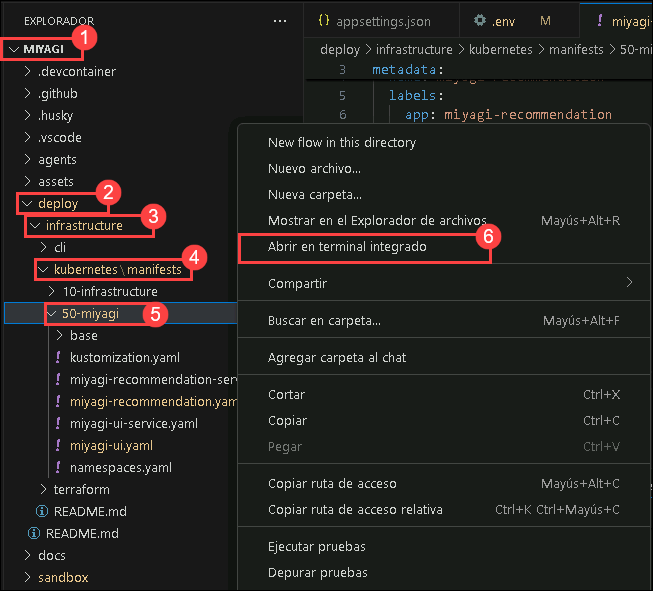 EXPLORADOR
MIYAGI
1
.devcontainer
.github
.husky
.vscode
agents
assets
deploy
2
infrastructure
3
cli
kubernetes \ manifests
4
10-infrastructure
50-miyagi
5
base
kustomization.yaml
miyagi-recommendation-ser
miyagi-recommendation.yam
miyagi-ui-service.yaml
miyagi-ui.yaml
namespaces.yaml
terraform
README.md
README.md
docs
sandbox
{} appsettings.json
.env M
! miyagi-
deploy > infrastructure > kubernetes > manifests > 50-mi
3 metadata:
5 labels:
6 app: miyagi-recommendation
New flow in this directory
Nuevo archivo...
Nueva carpeta...
Mostrar en el Explorador de archivos Mayús+Alt+R
Abrir en terminal integrado
6
Compartir
Buscar en carpeta... Mayús+Alt+F
Agregar carpeta al chat
Cortar Ctrl+X
Copiar Ctrl+C
Pegar Ctrl+V
Copiar ruta de acceso Mayús+Alt+C
Copiar ruta de acceso relativa Ctrl+K Ctrl+Mayús+C
Ejecutar pruebas
Depurar pruebas